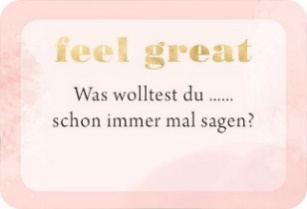 feel great
Was wolltest du ......
schon immer mal sagen?